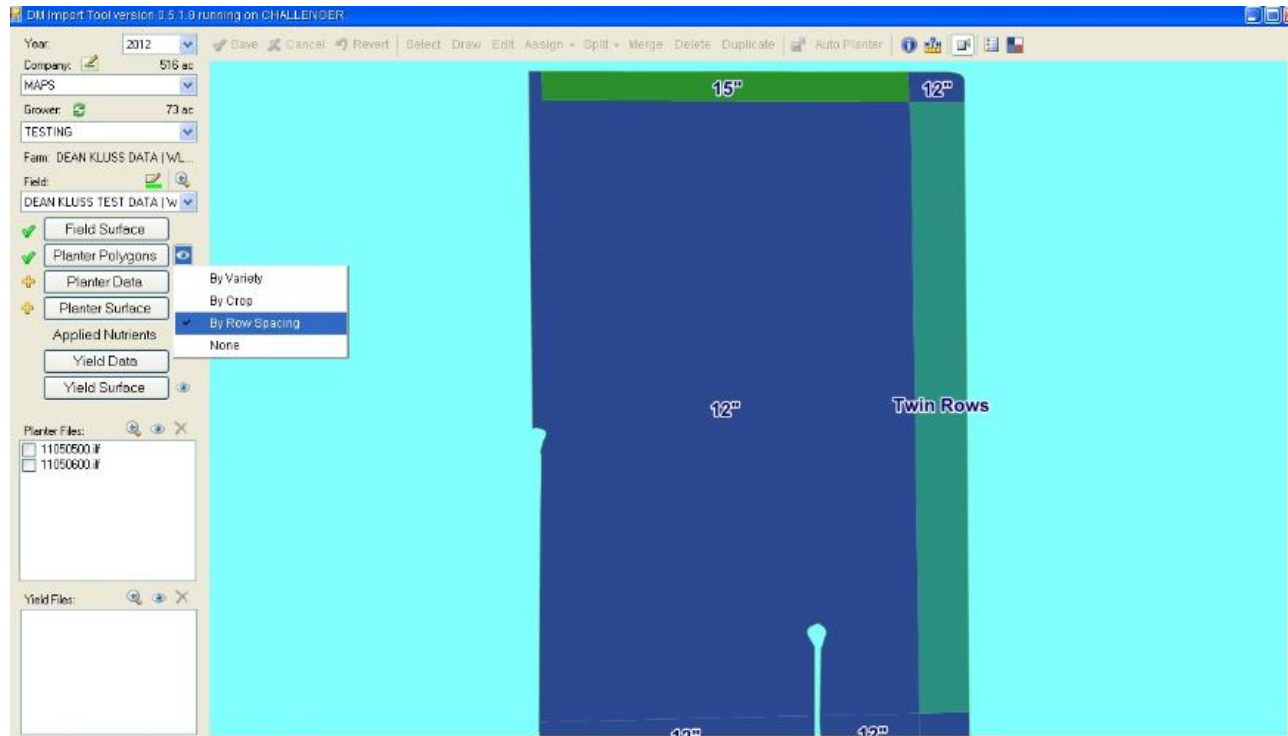 DM Import Tool version 0.5.1.0 running on CHALLENGER
Year: 2012
Save Cancel Revert Select Draw Edit Assign Split Merge Delete Duplicate Auto Planter
Company: 516 ac
MAPS
Grower: 73 ac
TESTING
Farm: DEAN KLUSS DATA | WL...
Field:
DEAN KLUSS TEST DATA | W
Field Surface
Planter Polygons
Planter Data
Planter Surface
Applied Nutrients
Yield Data
Yield Surface
By Variety
By Crop
By Row Spacing
None
Planter Files:
11050500.ilf
11050600.ilf
Yield Files:
15"
12"
12"
Twin Rows
12"
12"